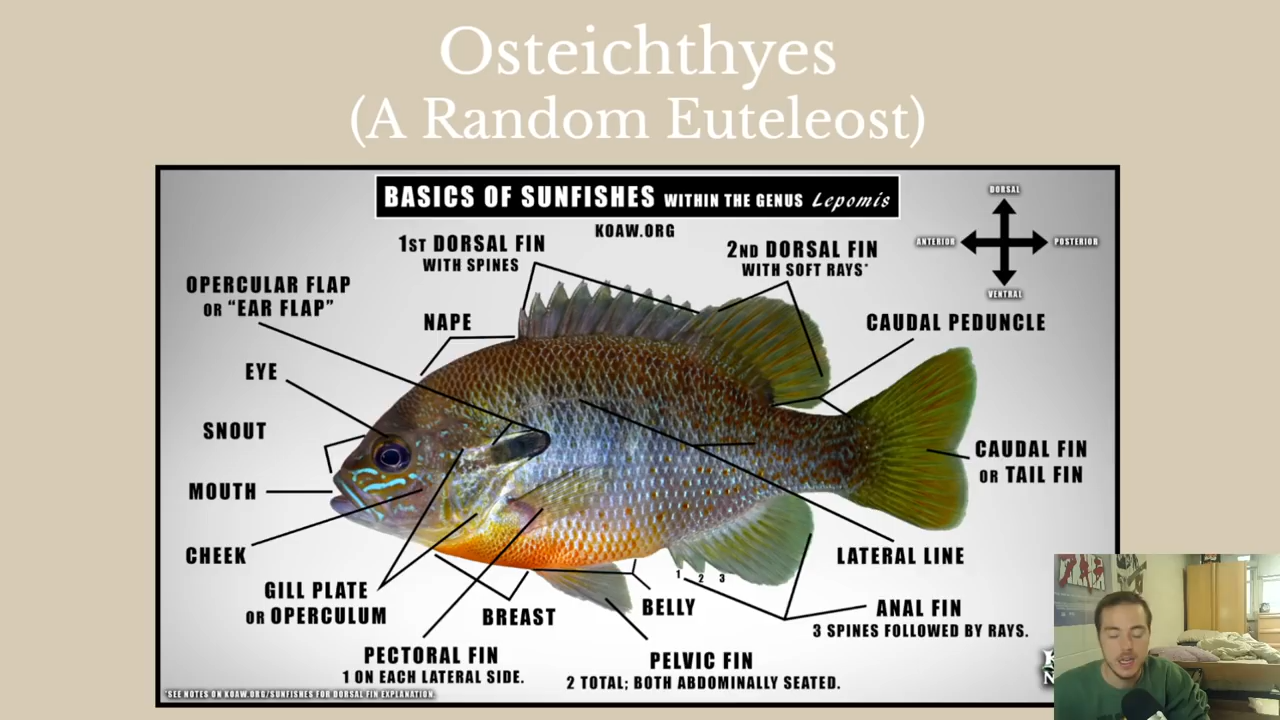 Osteichthyes
(A Random Euteleost)
BASICS OF SUNFISHES WITHIN THE GENUS Lepomis
KOAW.ORG
DORSAL
ANTERIOR
POSTERIOR
VENTRAL
1ST DORSAL FIN
WITH SPINES
2ND DORSAL FIN
WITH SOFT RAYS*
OPERCULAR FLAP
OR “EAR FLAP”
NAPE
CAUDAL PEDUNCLE
EYE
SNOUT
CAUDAL FIN
OR TAIL FIN
MOUTH
CHEEK
LATERAL LINE
GILL PLATE
OR OPERCULUM
BREAST
BELLY
1 2 3
ANAL FIN
3 SPINES FOLLOWED BY RAYS.
PECTORAL FIN
1 ON EACH LATERAL SIDE.
PELVIC FIN
2 TOTAL; BOTH ABDOMINALLY SEATED.
*SEE NOTES ON KOAW.ORG/SUNFISHES FOR DORSAL FIN EXPLANATION.